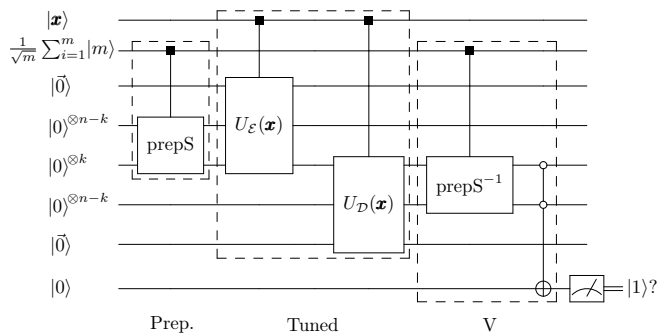 |𝒙⟩
1/√m ∑_{i=1}^{m} |m⟩
|0⃗⟩
|0⟩^{⊗n−k}
prepS
U_ℰ(𝒙)
|0⟩^{⊗k}
prepS⁻¹
|0⟩^{⊗n−k}
U_𝒟(𝒙)
|0⃗⟩
|0⟩
|1⟩?
Prep.
Tuned
V